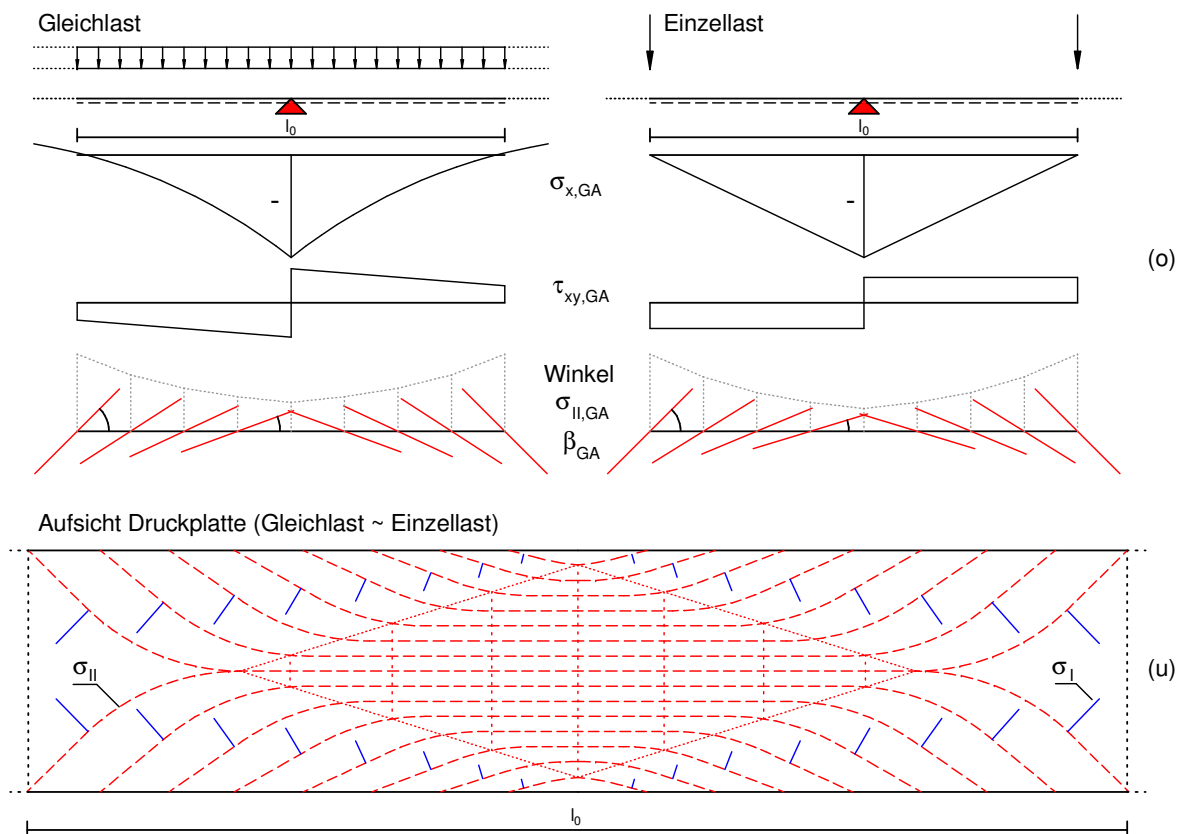 Gleichlast
Einzellast
l₀
l₀
σx,GA
-
-
(o)
τxy,GA
Winkel
σII,GA
βGA
Aufsicht Druckplatte (Gleichlast ~ Einzellast)
σII
σI
(u)
l₀